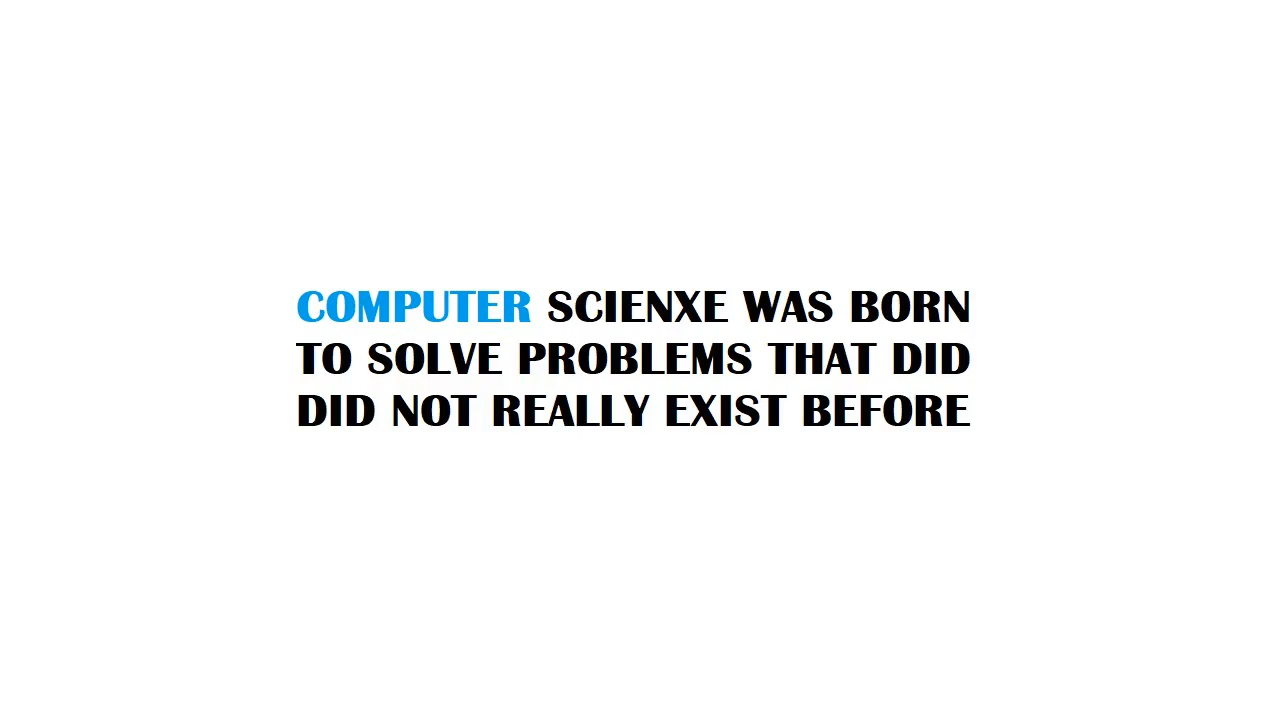 COMPUTER SCIENXE WAS BORN
TO SOLVE PROBLEMS THAT DID
DID NOT REALLY EXIST BEFORE